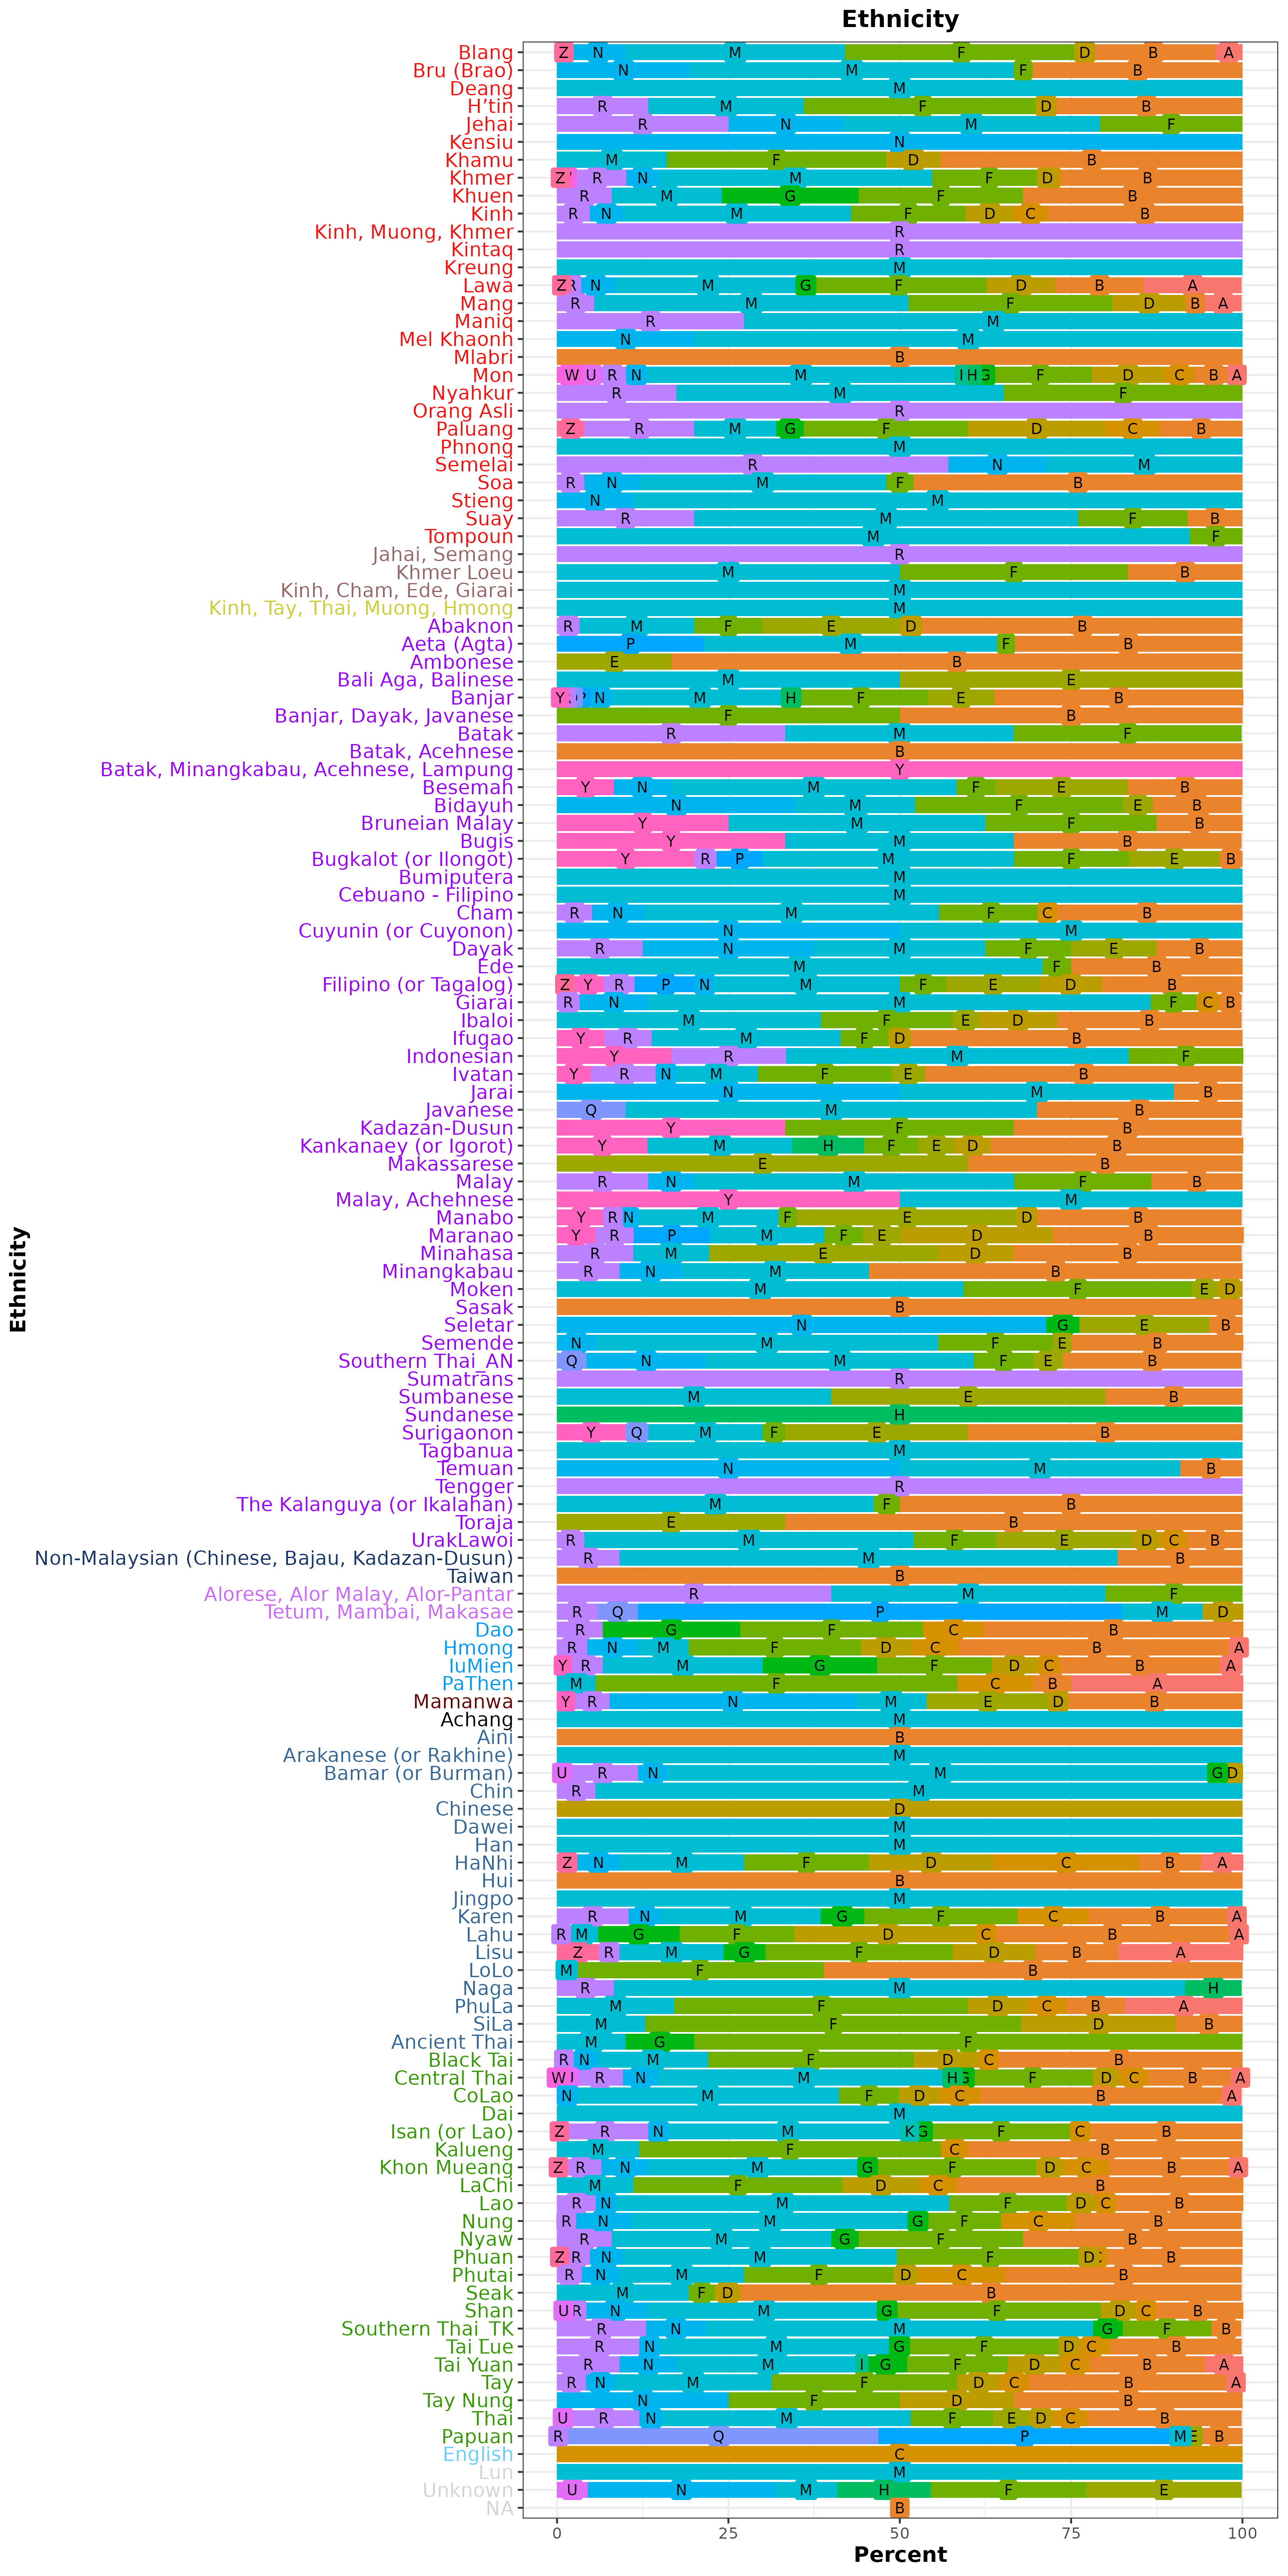 Ethnicity
Blang Z N M F D B A
Bru (Brao) N M F B
Deang M
H’tin R M F D B
Jehai R N M F
Kensiu N
Khamu M F D B
Khmer Z R N M F D B
Khuen R M G F B
Kinh R N M F D C B
Kinh, Muong, Khmer R
Kintaq R
Kreung M
Lawa Z R N M G F D B A
Mang R M F D B A
Maniq R M
Mel Khaonh N M
Mlabri B
Mon W U R N M I H G F D C B A
Nyahkur R M F
Orang Asli R
Paluang Z R M G F D C B
Phnong M
Semelai R N M
Soa R N M F B
Stieng N M
Suay R M F B
Tompoun M F
Jahai, Semang R
Khmer Loeu M F B
Kinh, Cham, Ede, Giarai M
Kinh, Tay, Thai, Muong, Hmong M
Abaknon R M F E D B
Aeta (Agta) P M F B
Ambonese E B
Bali Aga, Balinese M E
Banjar Y P N M H F E B
Banjar, Dayak, Javanese F B
Batak R M F
Batak, Acehnese B
Batak, Minangkabau, Acehnese, Lampung Y
Besemah Y N M F E B
Bidayuh N M F E B
Bruneian Malay Y M F B
Bugis Y M B
Bugkalot (or Ilongot) Y R P M F E B
Bumiputera M
Cebuano - Filipino M
Cham R N M F C B
Cuyunin (or Cuyonon) N M
Dayak R N M F E B
Ede M F B
Filipino (or Tagalog) Z Y R P N M F E D B
Giarai R N M F C B
Ibaloi M F E D B
Ifugao Y R M F D B
Indonesian Y R M F
Ivatan Y R N M F E B
Jarai N M B
Javanese Q M B
Kadazan-Dusun Y F B
Kankanaey (or Igorot) Y M H F E D B
Makassarese E B
Malay R N M F B
Malay, Achehnese Y M
Manabo Y R N M F E D B
Maranao Y R P M F E D B
Minahasa R M E D B
Minangkabau R N M B
Moken M F E D
Sasak B
Seletar N G E B
Semende N M F E B
Southern Thai_AN Q N M F E B
Sumatrans R
Sumbanese M E B
Sundanese H
Surigaonon Y Q M F E B
Tagbanua M
Temuan N M B
Tengger R
The Kalanguya (or Ikalahan) M F B
Toraja E B
UrakLawoi R M F E D C B
Non-Malaysian (Chinese, Bajau, Kadazan-Dusun) R M B
Taiwan B
Alorese, Alor Malay, Alor-Pantar R M F
Tetum, Mambai, Makasae R Q P M D
Dao R G F C B
Hmong R N M F D C B A
IuMien Y R M G F D C B A
PaThen M F C B A
Mamanwa Y R N M E D B
Achang M
Aini B
Arakanese (or Rakhine) M
Bamar (or Burman) U R N M G D
Chin R M
Chinese D
Dawei M
Han M
HaNhi Z N M F D C B A
Hui B
Jingpo M
Karen R N M G F C B A
Lahu R M G F D C B A
Lisu Z R M G F D B A
LoLo M F B
Naga R M H
PhuLa M F D C B A
SiLa M F D B
Ancient Thai M G F
Black Tai R N M F D C B
Central Thai W U R N M H G F D C B A
CoLao N M F D C B A
Dai M
Isan (or Lao) Z R N M K G F C B
Kalueng M F C B
Khon Mueang Z R N M G F D C B A
LaChi M F D C B
Lao R N M F D C B
Nung R N M G F C B
Nyaw R M G F B
Phuan Z R N M F D B
Phutai R N M F D C B
Seak M F D B
Shan U R N M G F D C B
Southern Thai_TK R N M G F B
Tai Lue R N M G F D C B
Tai Yuan R N M I G F D C B A
Tay R N M F D C B A
Tay Nung N F D B
Thai U R N M F E D C B
Papuan R Q P M E B
English C
Lun M
Unknown U N M H F E
NA B
0 25 50 75 100
Percent
Ethnicity